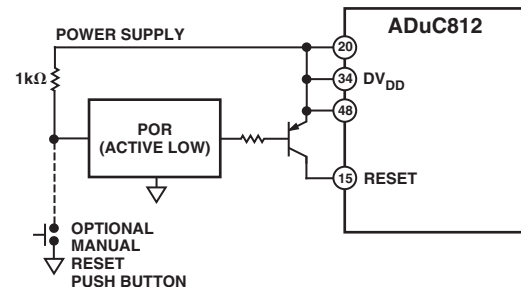 ADuC812
POWER SUPPLY
20
1kΩ
34 DVDD
48
POR
(ACTIVE LOW)
15 RESET
OPTIONAL
MANUAL
RESET
PUSH BUTTON